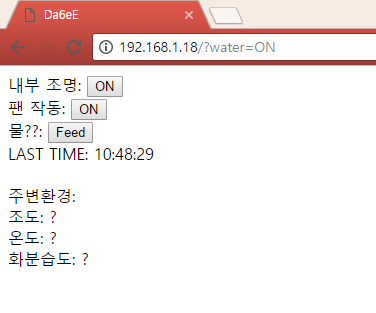 Da6eE
192.168.1.18/?water=ON
내부 조명: ON
팬 작동: ON
물??: Feed
LAST TIME: 10:48:29
주변환경:
조도: ?
온도: ?
화분습도: ?